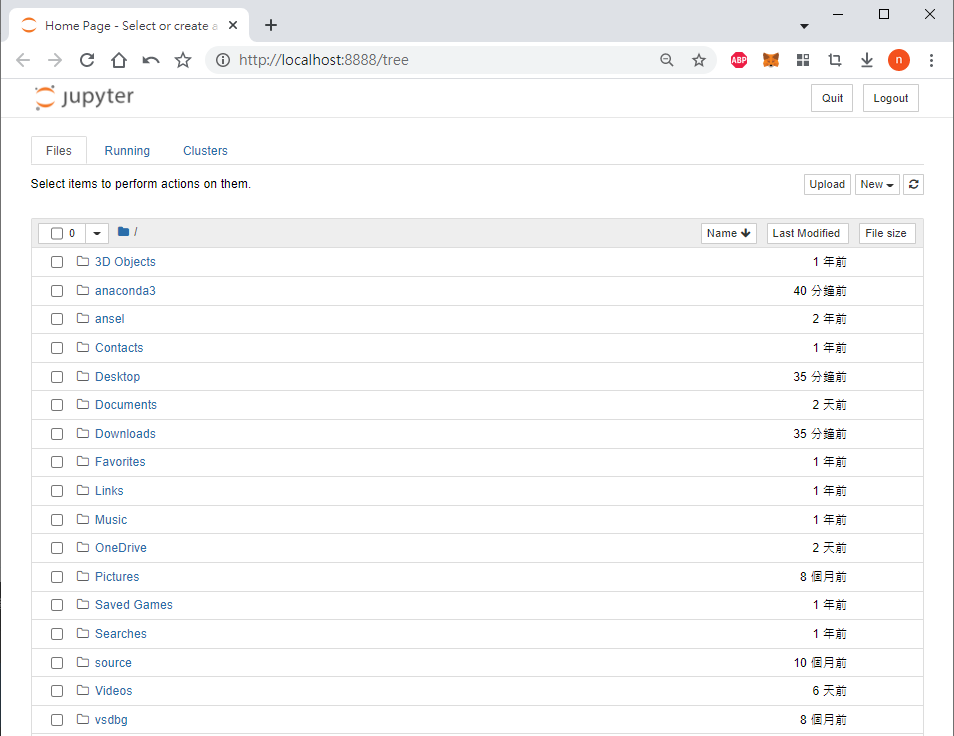 Home Page - Select or create a
http://localhost:8888/tree
ABP
n
jupyter
Quit
Logout
Files
Running
Clusters
Select items to perform actions on them.
Upload
New
0
/
Name
Last Modified
File size
3D Objects 1 年前
anaconda3 40 分鐘前
ansel 2 年前
Contacts 1 年前
Desktop 35 分鐘前
Documents 2 天前
Downloads 35 分鐘前
Favorites 1 年前
Links 1 年前
Music 1 年前
OneDrive 2 天前
Pictures 8 個月前
Saved Games 1 年前
Searches 1 年前
source 10 個月前
Videos 6 天前
vsdbg 8 個月前